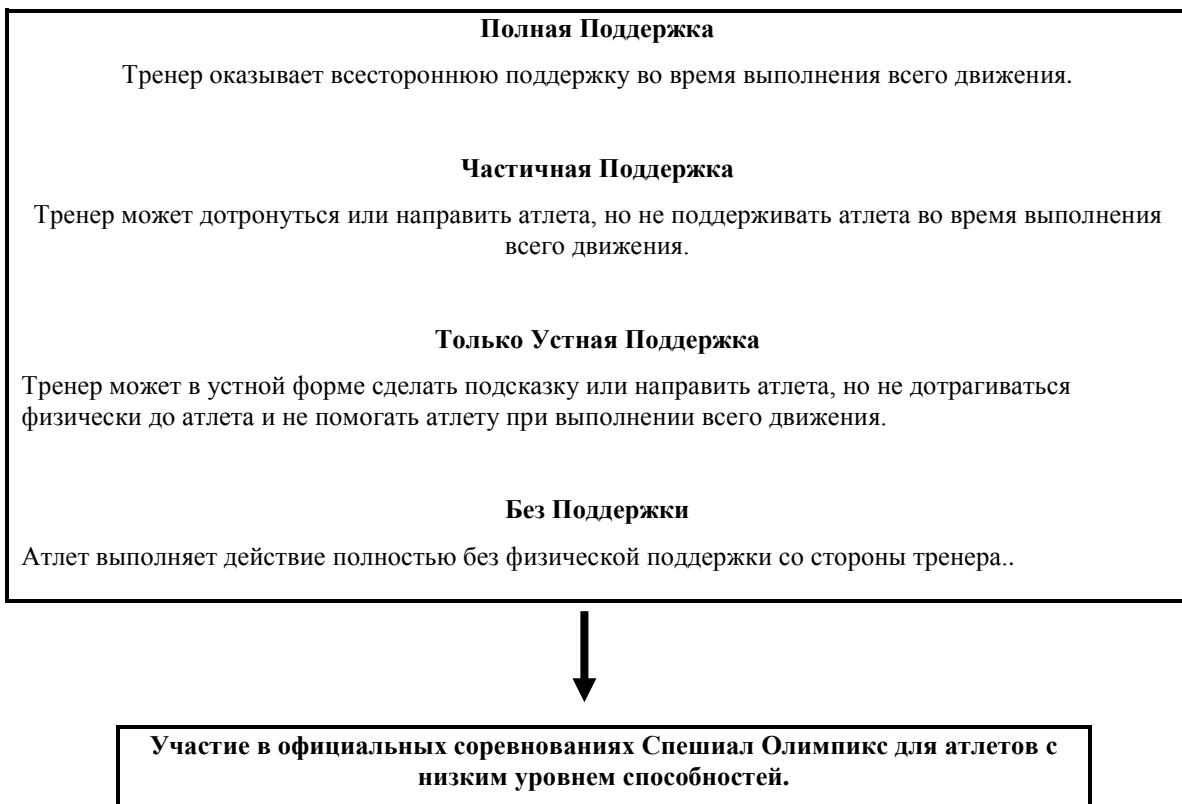 Полная Поддержка
Тренер оказывает всестороннюю поддержку во время выполнения всего движения.
Частичная Поддержка
Тренер может дотронуться или направить атлета, но не поддерживать атлета во время выполнения
всего движения.
Только Устная Поддержка
Тренер может в устной форме сделать подсказку или направить атлета, но не дотрагиваться
физически до атлета и не помогать атлету при выполнении всего движения.
Без Поддержки
Атлет выполняет действие полностью без физической поддержки со стороны тренера..
Участие в официальных соревнованиях Спешиал Олимпикс для атлетов с
низким уровнем способностей.